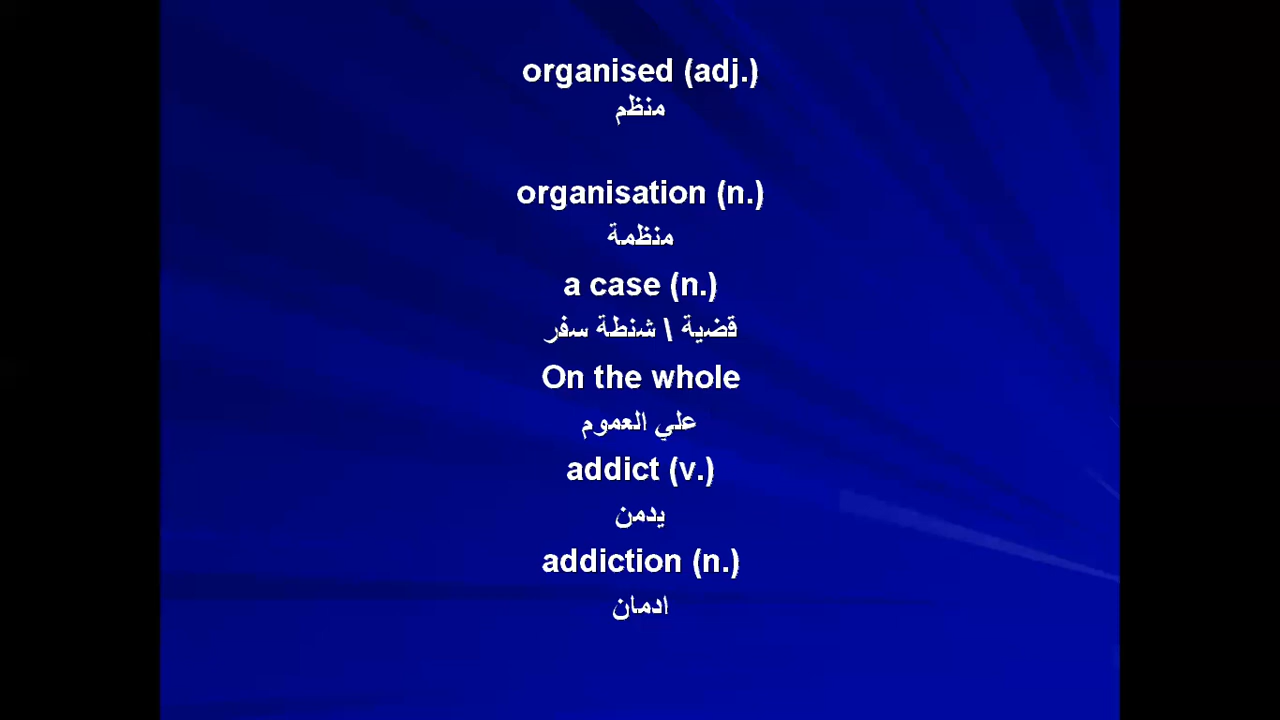 organised (adj.)
منظم
organisation (n.)
منظمة
a case (n.)
قضية \ شنطة سفر
On the whole
علي العموم
addict (v.)
يدمن
addiction (n.)
ادمان